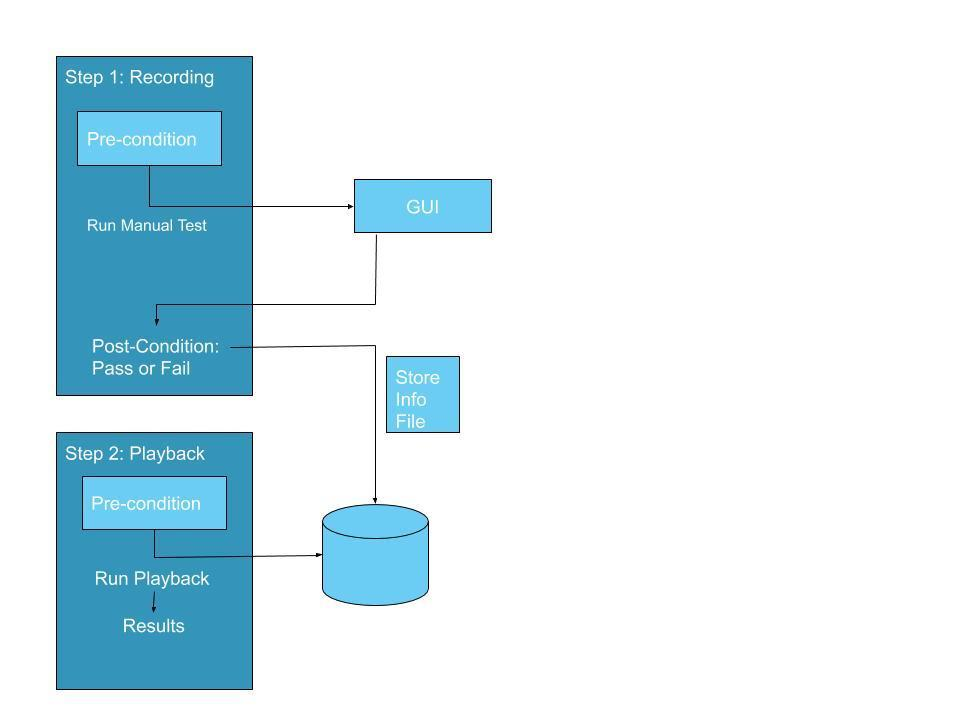 Step 1: Recording
Pre-condition
GUI
Run Manual Test
Post-Condition:
Pass or Fail
Store
Info
File
Step 2: Playback
Pre-condition
Run Playback
Results